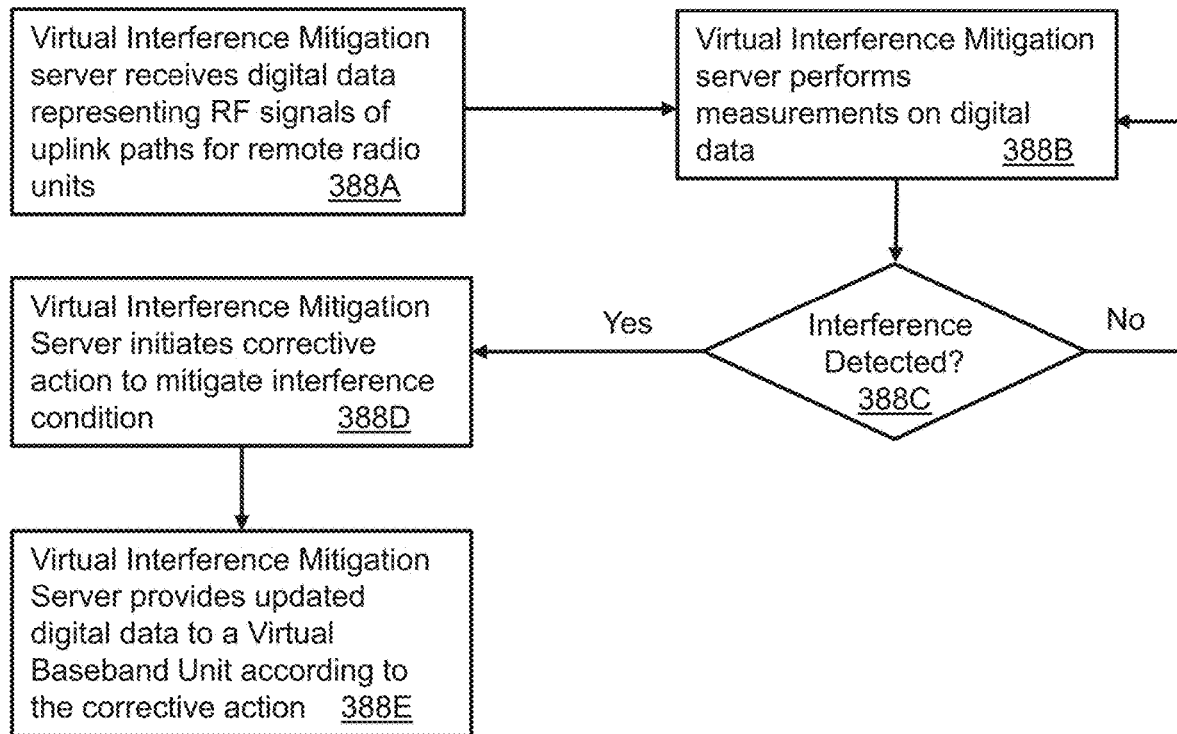 Virtual Interference Mitigation
server receives digital data
representing RF signals of
uplink paths for remote radio
units 388A
Virtual Interference Mitigation
server performs
measurements on digital
data 388B
Interference
Detected?
388C
Yes
No
Virtual Interference Mitigation
Server initiates corrective
action to mitigate interference
condition 388D
Virtual Interference Mitigation
Server provides updated
digital data to a Virtual
Baseband Unit according to
the corrective action 388E